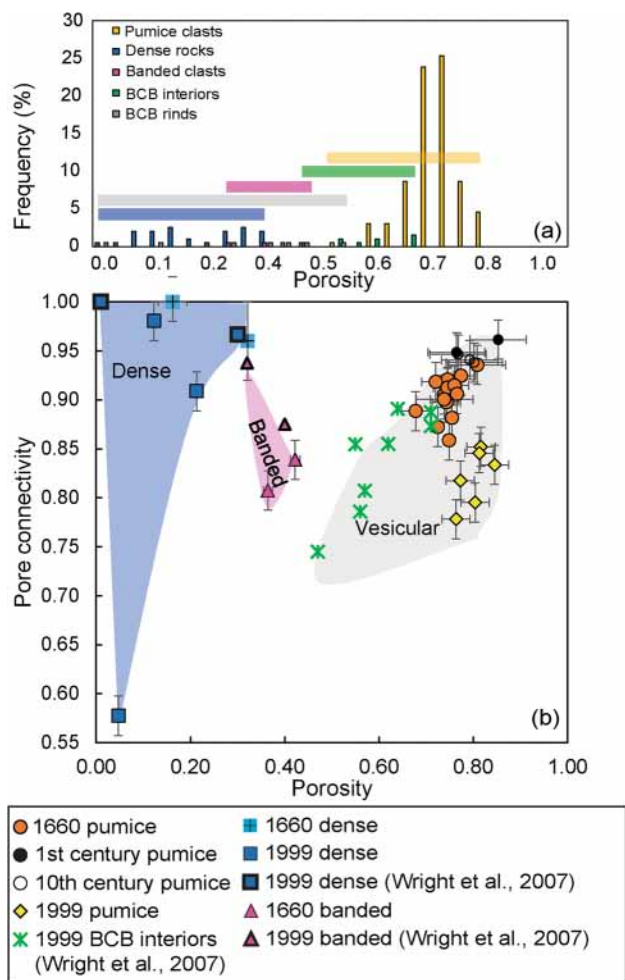 30
25
20
15
10
5
0
Frequency (%)
Pumice clasts
Dense rocks
Banded clasts
BCB interiors
BCB rinds
(a)
0.0 0.1 0.2 0.2 0.4 0.5 0.6 0.7 0.8 1.0
Porosity
1.00
0.95
0.90
0.85
0.80
0.75
0.70
0.65
0.60
0.55
Pore connectivity
Dense
Banded
Vesicular
(b)
0.00 0.20 0.40 0.60 0.80 1.00
Porosity
1660 pumice
1st century pumice
10th century pumice
1999 pumice
1999 BCB interiors
(Wright et al., 2007)
1660 dense
1999 dense
1999 dense (Wright et al., 2007)
1660 banded
1999 banded (Wright et al., 2007)